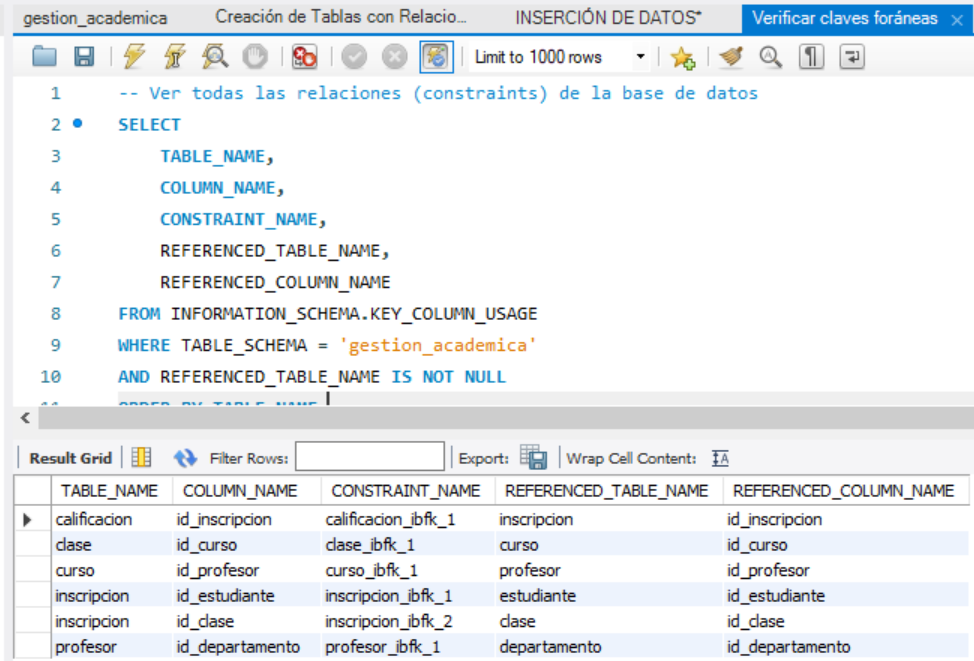 gestion_academica Creación de Tablas con Relacio... INSERCIÓN DE DATOS* Verificar claves foráneas ×
Limit to 1000 rows
1 -- Ver todas las relaciones (constraints) de la base de datos
2 SELECT
3 TABLE_NAME,
4 COLUMN_NAME,
5 CONSTRAINT_NAME,
6 REFERENCED_TABLE_NAME,
7 REFERENCED_COLUMN_NAME
8 FROM INFORMATION_SCHEMA.KEY_COLUMN_USAGE
9 WHERE TABLE_SCHEMA = 'gestion_academica'
10 AND REFERENCED_TABLE_NAME IS NOT NULL
11 ORDER BY TABLE_NAME
Result Grid Filter Rows: Export: Wrap Cell Content: IA
TABLE_NAME COLUMN_NAME CONSTRAINT_NAME REFERENCED_TABLE_NAME REFERENCED_COLUMN_NAME
calificacion id_inscripcion calificacion_ibfk_1 inscripcion id_inscripcion
clase id_curso clase_ibfk_1 curso id_curso
curso id_profesor curso_ibfk_1 profesor id_profesor
inscripcion id_estudiante inscripcion_ibfk_1 estudiante id_estudiante
inscripcion id_clase inscripcion_ibfk_2 clase id_clase
profesor id_departamento profesor_ibfk_1 departamento id_departamento